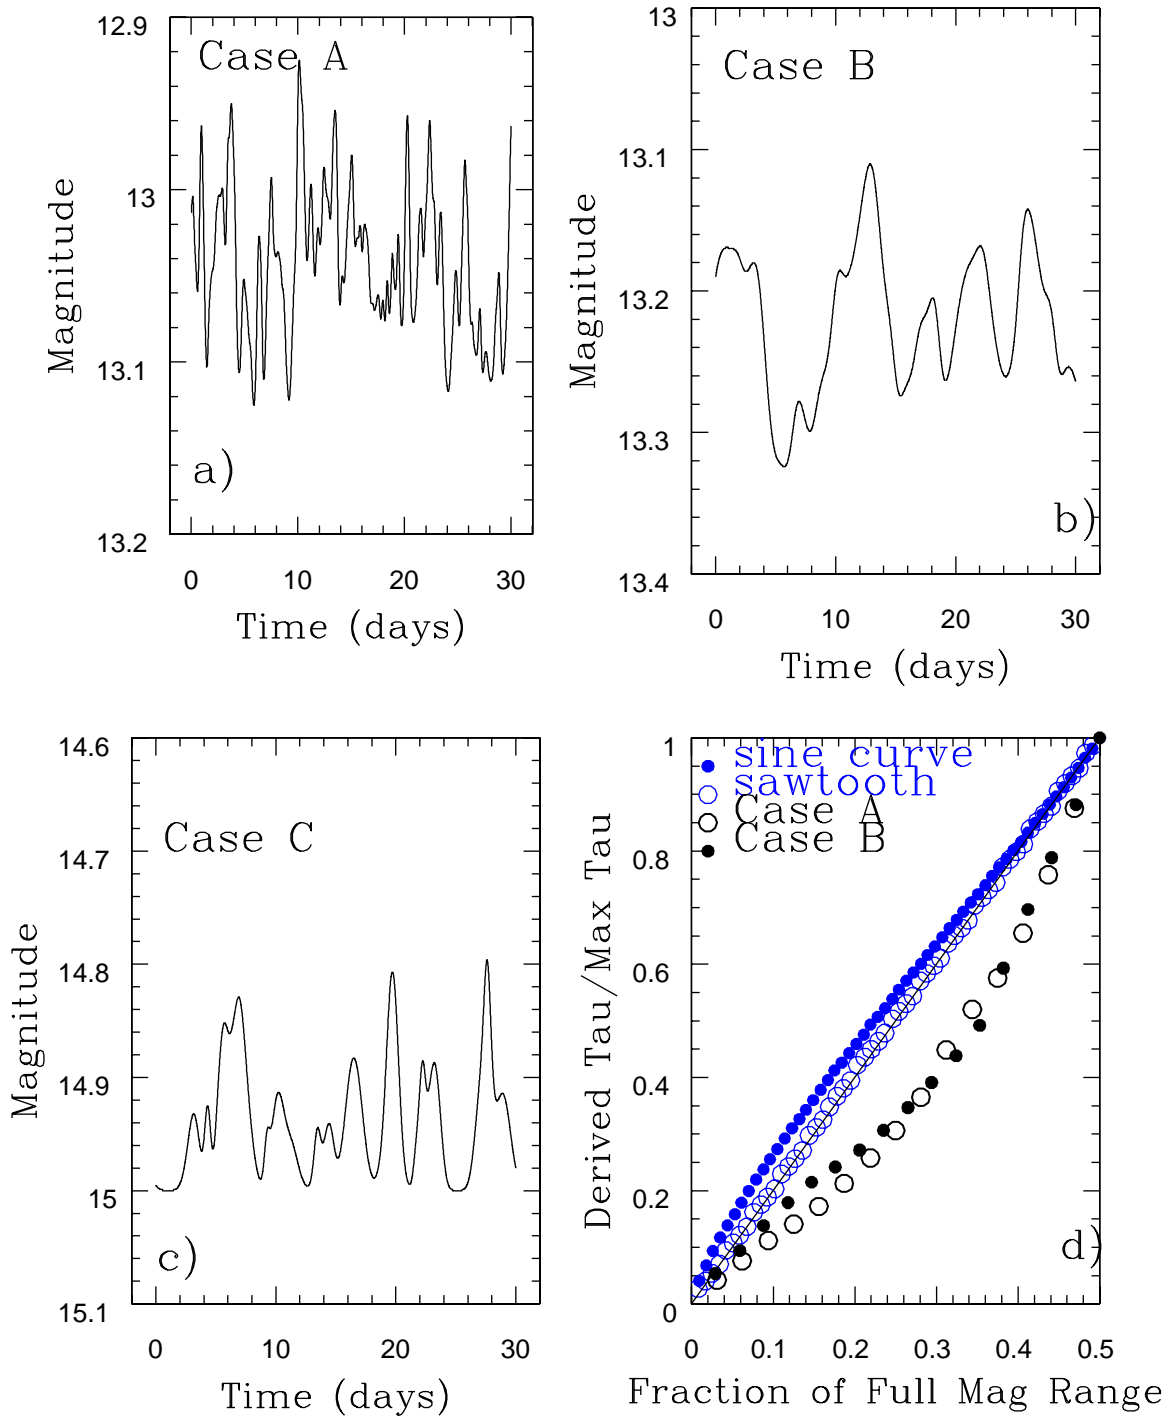 12.9
13
13.1
13.2
Magnitude
Case A
a)
0 10 20 30
Time (days)
13
13.1
13.2
13.3
13.4
Magnitude
Case B
b)
0 10 20 30
Time (days)
14.6
14.7
14.8
14.9
15
15.1
Magnitude
Case C
c)
0 10 20 30
Time (days)
1
0.8
0.6
0.4
0.2
0
Derived Tau/Max Tau
sine curve
sawtooth
Case A
Case B
d)
0 0.1 0.2 0.3 0.4 0.5
Fraction of Full Mag Range